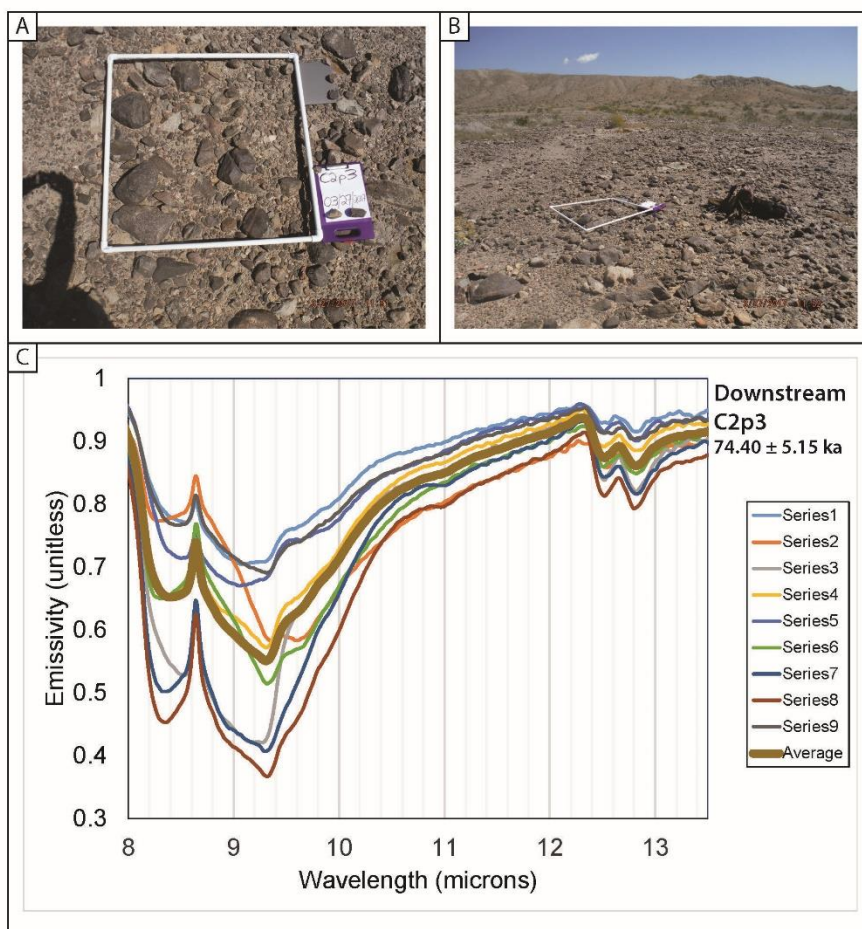 A
C2p3
B
C
Downstream
C2p3
74.40 ± 5.15 ka
1
0.9
0.8
0.7
0.6
0.5
0.4
0.3
Emissivity (unitless)
8
9
10
11
12
13
Wavelength (microns)
Series1
Series2
Series3
Series4
Series5
Series6
Series7
Series8
Series9
Average